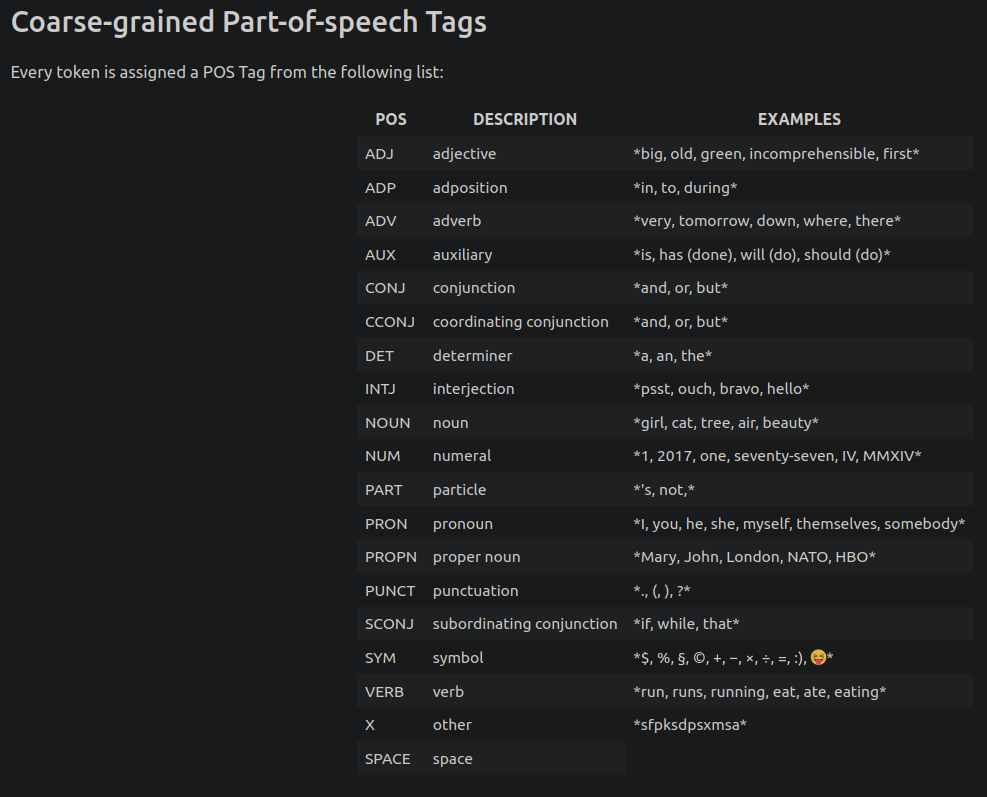 Coarse-grained Part-of-speech Tags
Every token is assigned a POS Tag from the following list:
POS DESCRIPTION EXAMPLES
ADJ adjective *big, old, green, incomprehensible, first*
ADP adposition *in, to, during*
ADV adverb *very, tomorrow, down, where, there*
AUX auxiliary *is, has (done), will (do), should (do)*
CONJ conjunction *and, or, but*
CCONJ coordinating conjunction *and, or, but*
DET determiner *a, an, the*
INTJ interjection *psst, ouch, bravo, hello*
NOUN noun *girl, cat, tree, air, beauty*
NUM numeral *1, 2017, one, seventy-seven, IV, MMXIV*
PART particle *'s, not,*
PRON pronoun *I, you, he, she, myself, themselves, somebody*
PROPN proper noun *Mary, John, London, NATO, HBO*
PUNCT punctuation *., (, ), ?*
SCONJ subordinating conjunction *if, while, that*
SYM symbol *$, %, §, ©, +, −, ×, ÷, =, :), 😝*
VERB verb *run, runs, running, eat, ate, eating*
X other *sfpksdpsxmsa*
SPACE space